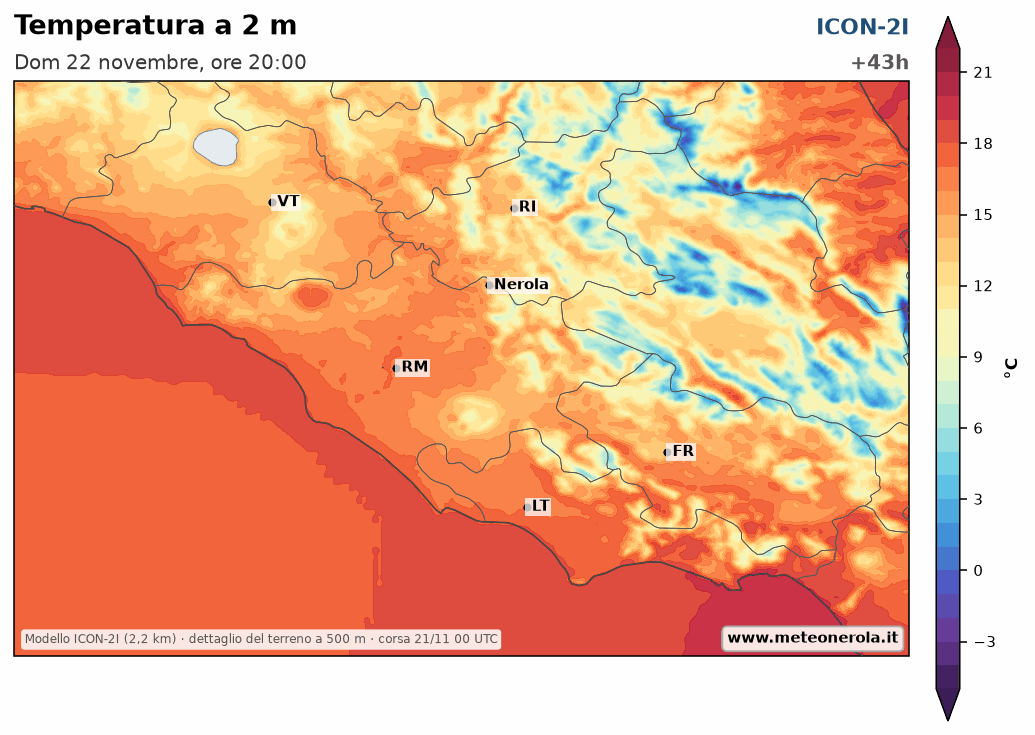 Temperatura a 2 m
ICON-2I
Dom 22 novembre, ore 20:00
+43h
VT
RI
Nerola
RM
FR
LT
Modello ICON-2I (2,2 km) · dettaglio del terreno a 500 m · corsa 21/11 00 UTC
www.meteonerola.it
21
18
15
12
9
6
3
0
−3
°C